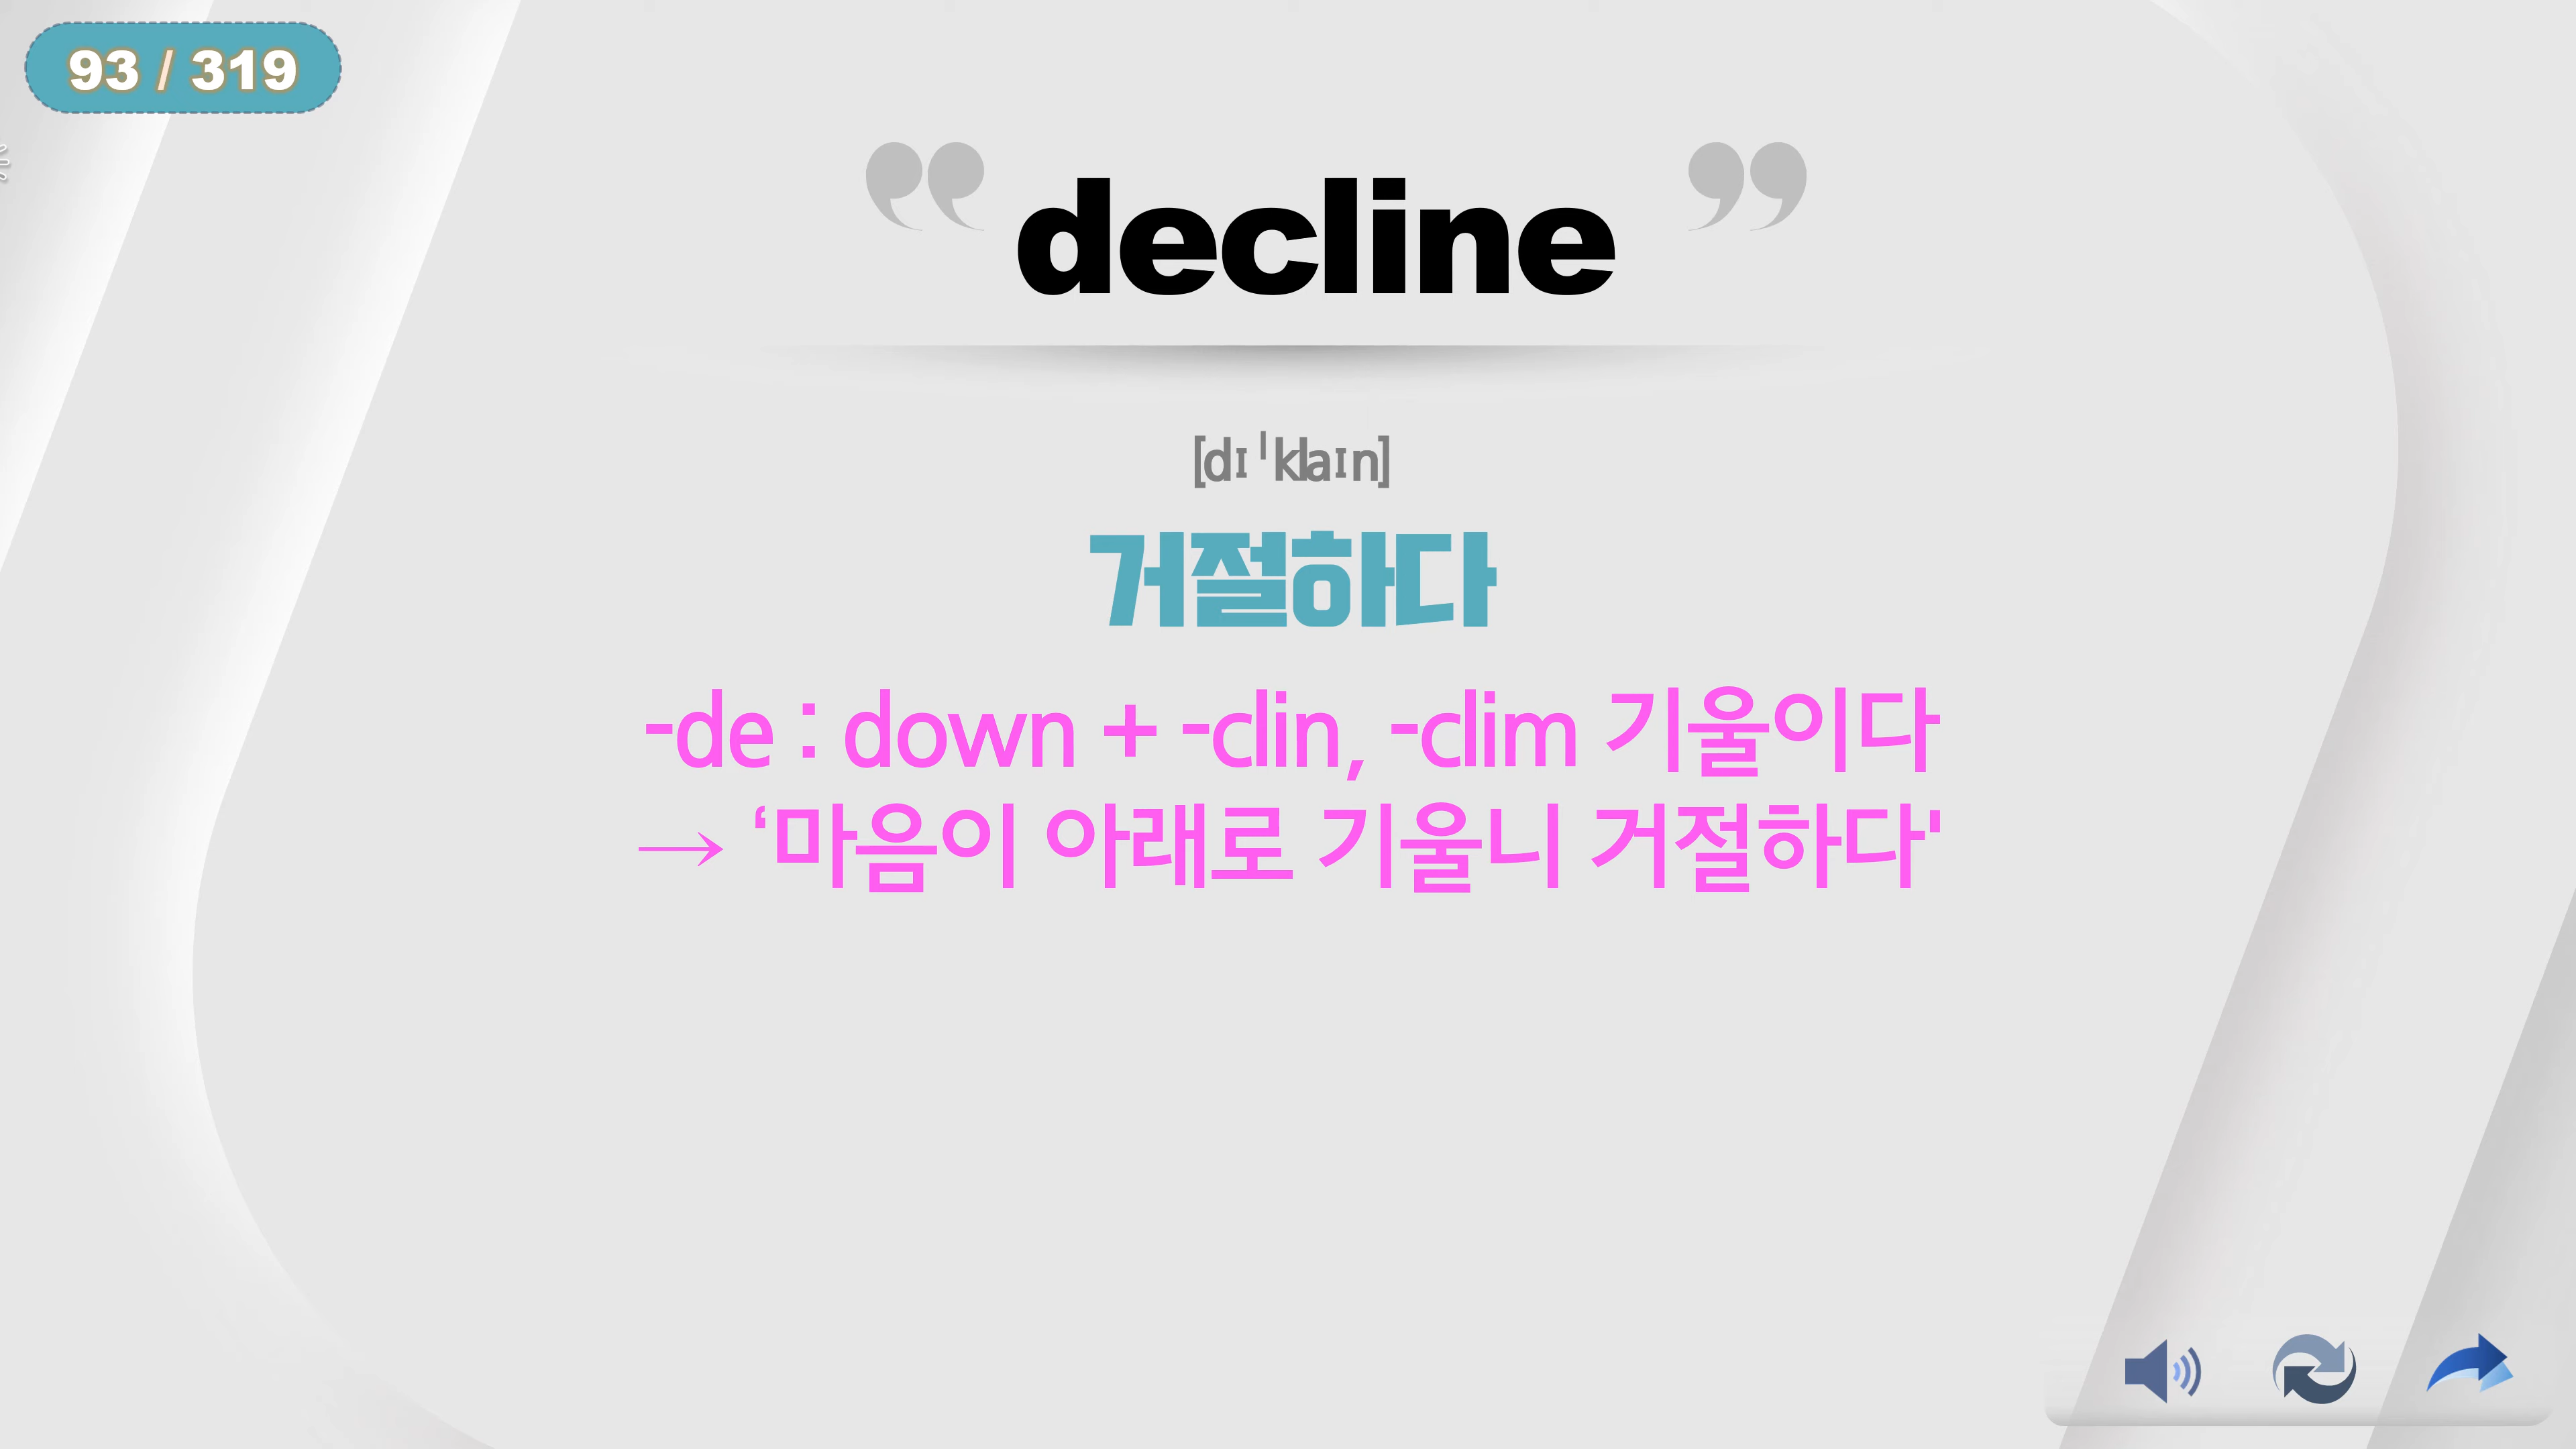 93 / 319
“ decline ”
[dɪˈklaɪn]
거절하다
-de : down + -clin, -clim 기울이다
→ ‘마음이 아래로 기울니 거절하다'